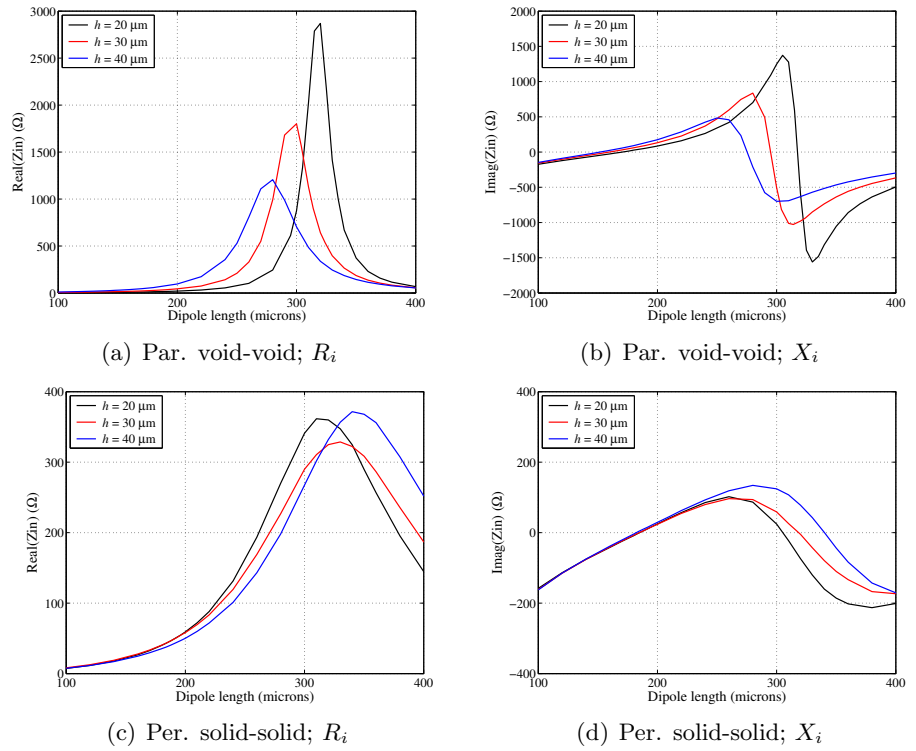 3000
2500
2000
1500
1000
500
0
Real(Zin) (Ω)
h = 20 µm
h = 30 µm
h = 40 µm
100 200 300 400
Dipole length (microns)
(a) Par. void-void; Rᵢ
2000
1500
1000
500
0
−500
−1000
−1500
−2000
Imag(Zin) (Ω)
h = 20 µm
h = 30 µm
h = 40 µm
100 200 300 400
Dipole length (microns)
(b) Par. void-void; Xᵢ
400
300
200
100
0
Real(Zin) (Ω)
h = 20 µm
h = 30 µm
h = 40 µm
100 200 300 400
Dipole length (microns)
(c) Per. solid-solid; Rᵢ
400
200
0
−200
−400
Imag(Zin) (Ω)
h = 20 µm
h = 30 µm
h = 40 µm
100 200 300 400
Dipole length (microns)
(d) Per. solid-solid; Xᵢ